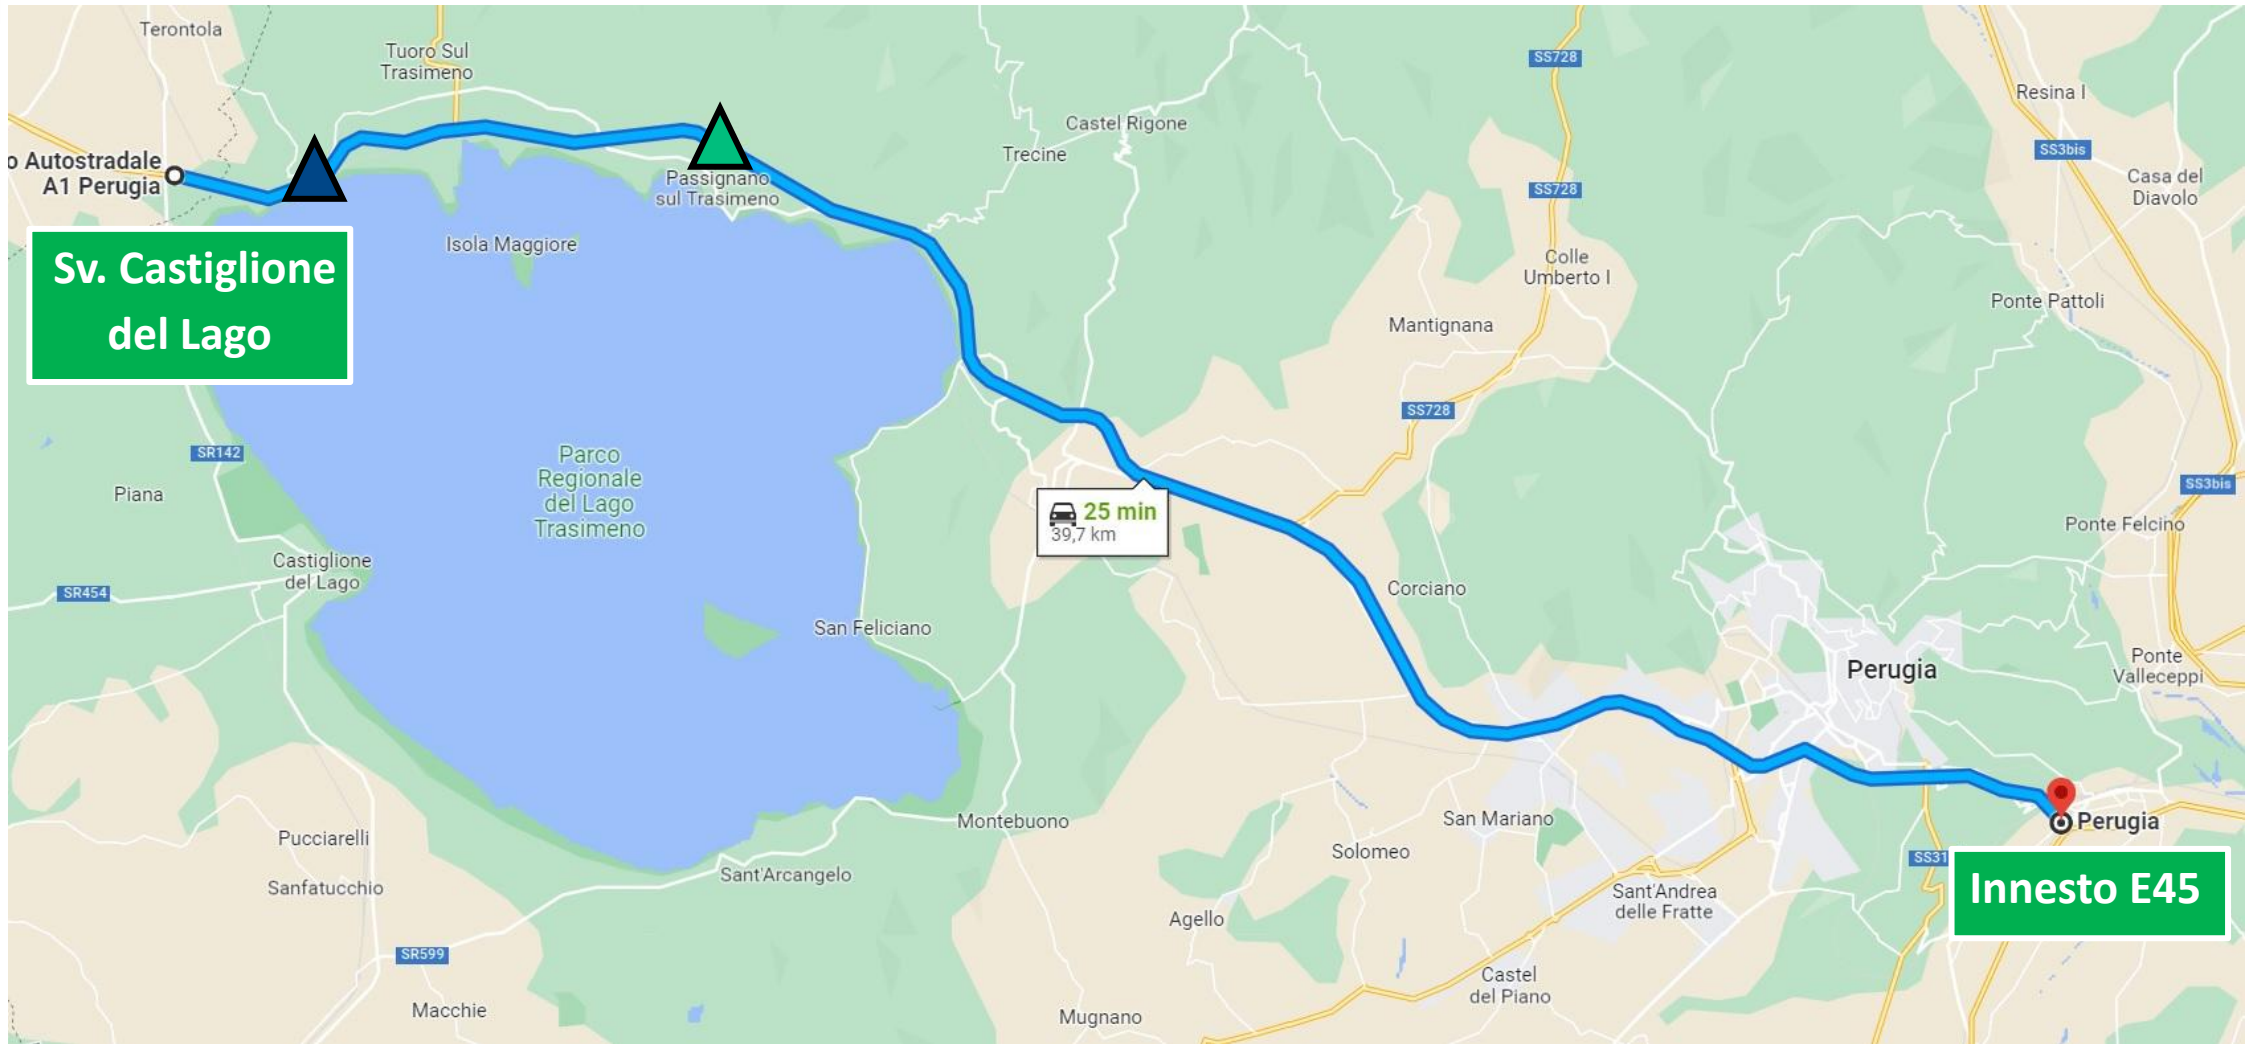 Terontola
Tuoro Sul
Trasimeno
SS728
Resina I
Castel Rigone
Trecine
SS3bis
o Autostradale
A1 Perugia
Passignano
sul Trasimeno
SS728
Casa del
Diavolo
Isola Maggiore
Sv. Castiglione
del Lago
Colle
Umberto I
Ponte Pattoli
Mantignana
SS728
SR142
Parco
Regionale
del Lago
Trasimeno
Piana
SS3bis
25 min
39,7 km
Ponte Felcino
Castiglione
del Lago
SR454
Corciano
San Feliciano
Perugia
Ponte
Valleceppi
Montebuono
San Mariano
Perugia
Pucciarelli
Solomeo
SS31
Sant'Arcangelo
Sanfatucchio
Innesto E45
Sant'Andrea
delle Fratte
Agello
SR599
Castel
del Piano
Macchie
Mugnano